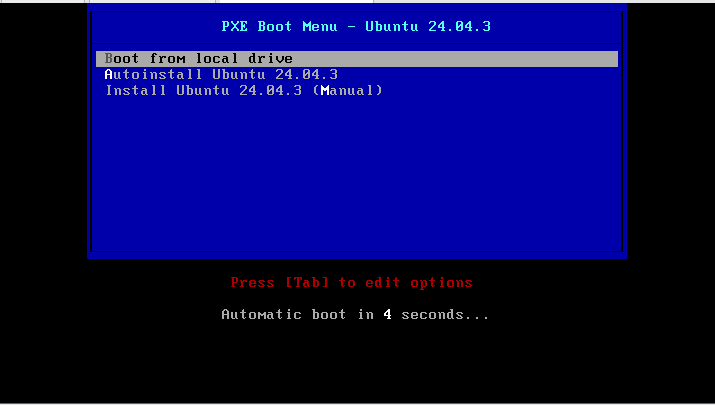 PXE Boot Menu - Ubuntu 24.04.3
Boot from local drive
Autoinstall Ubuntu 24.04.3
Install Ubuntu 24.04.3 (Manual)
Press [Tab] to edit options
Automatic boot in 4 seconds...